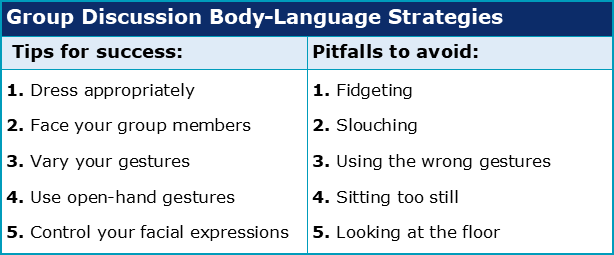 Group Discussion Body-Language Strategies
Tips for success:
1. Dress appropriately
2. Face your group members
3. Vary your gestures
4. Use open-hand gestures
5. Control your facial expressions
Pitfalls to avoid:
1. Fidgeting
2. Slouching
3. Using the wrong gestures
4. Sitting too still
5. Looking at the floor